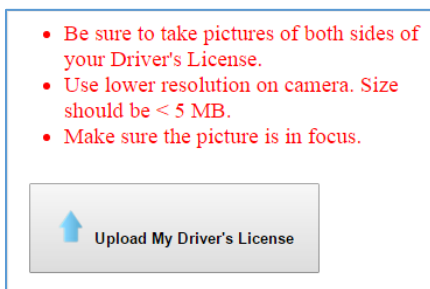 • Be sure to take pictures of both sides of
your Driver's License.
• Use lower resolution on camera. Size
should be < 5 MB.
• Make sure the picture is in focus.
Upload My Driver's License